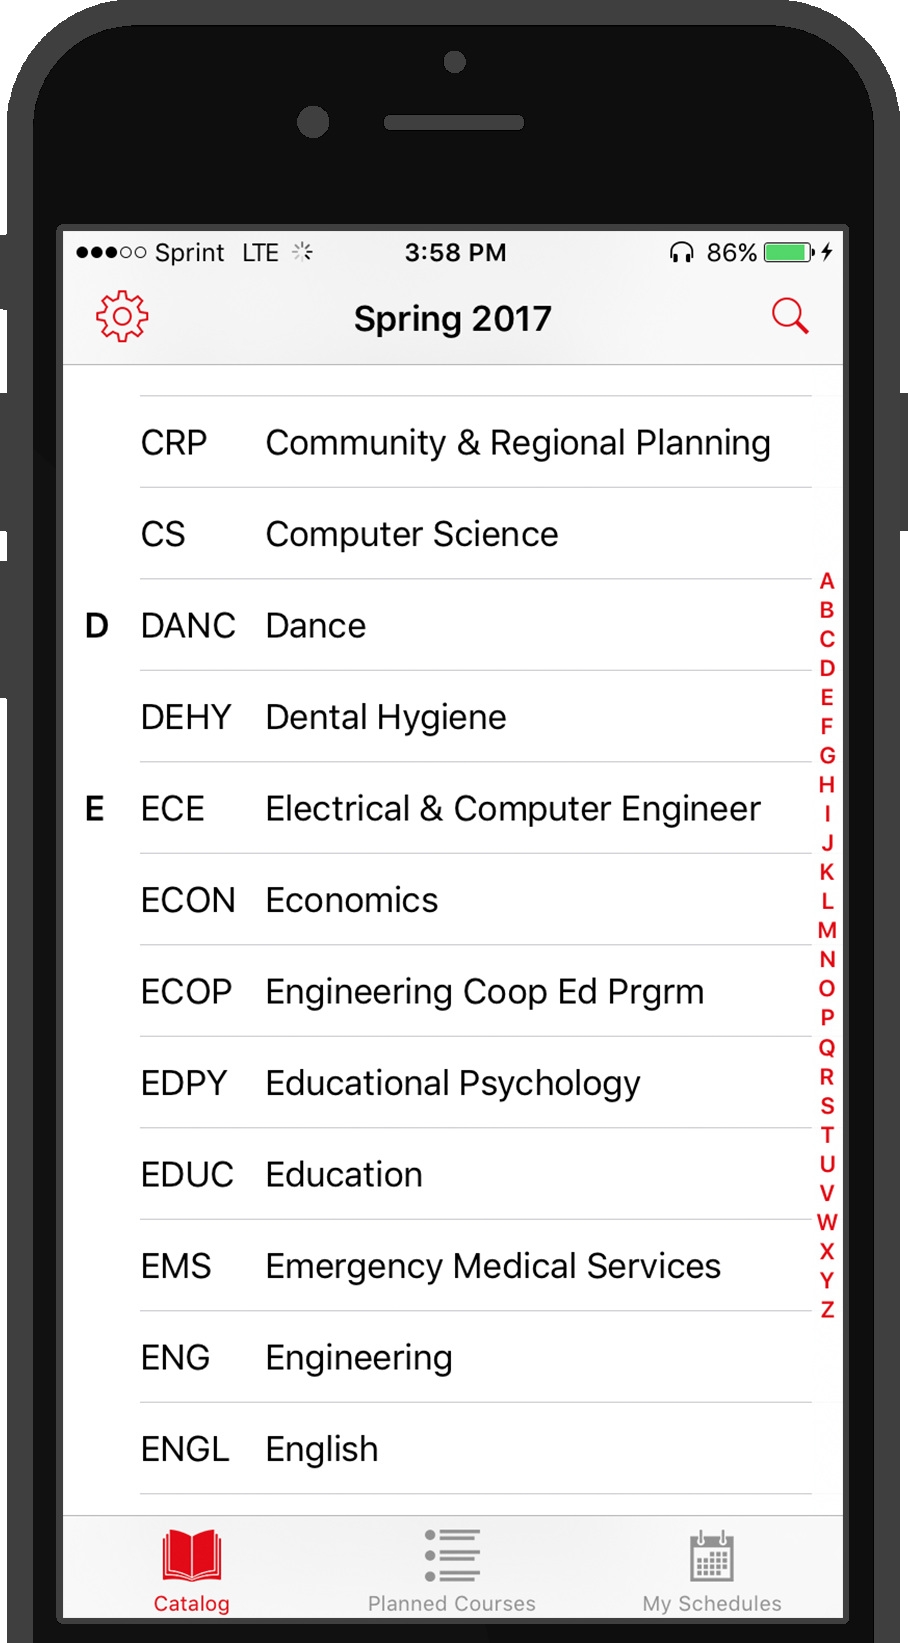 Sprint LTE 3:58 PM 86%
Spring 2017
CRP Community & Regional Planning
CS Computer Science
D DANC Dance
DEHY Dental Hygiene
E ECE Electrical & Computer Engineer
ECON Economics
ECOP Engineering Coop Ed Prgrm
EDPY Educational Psychology
EDUC Education
EMS Emergency Medical Services
ENG Engineering
ENGL English
A
B
C
D
E
F
G
H
I
J
K
L
M
N
O
P
Q
R
S
T
U
V
W
X
Y
Z
Catalog Planned Courses My Schedules